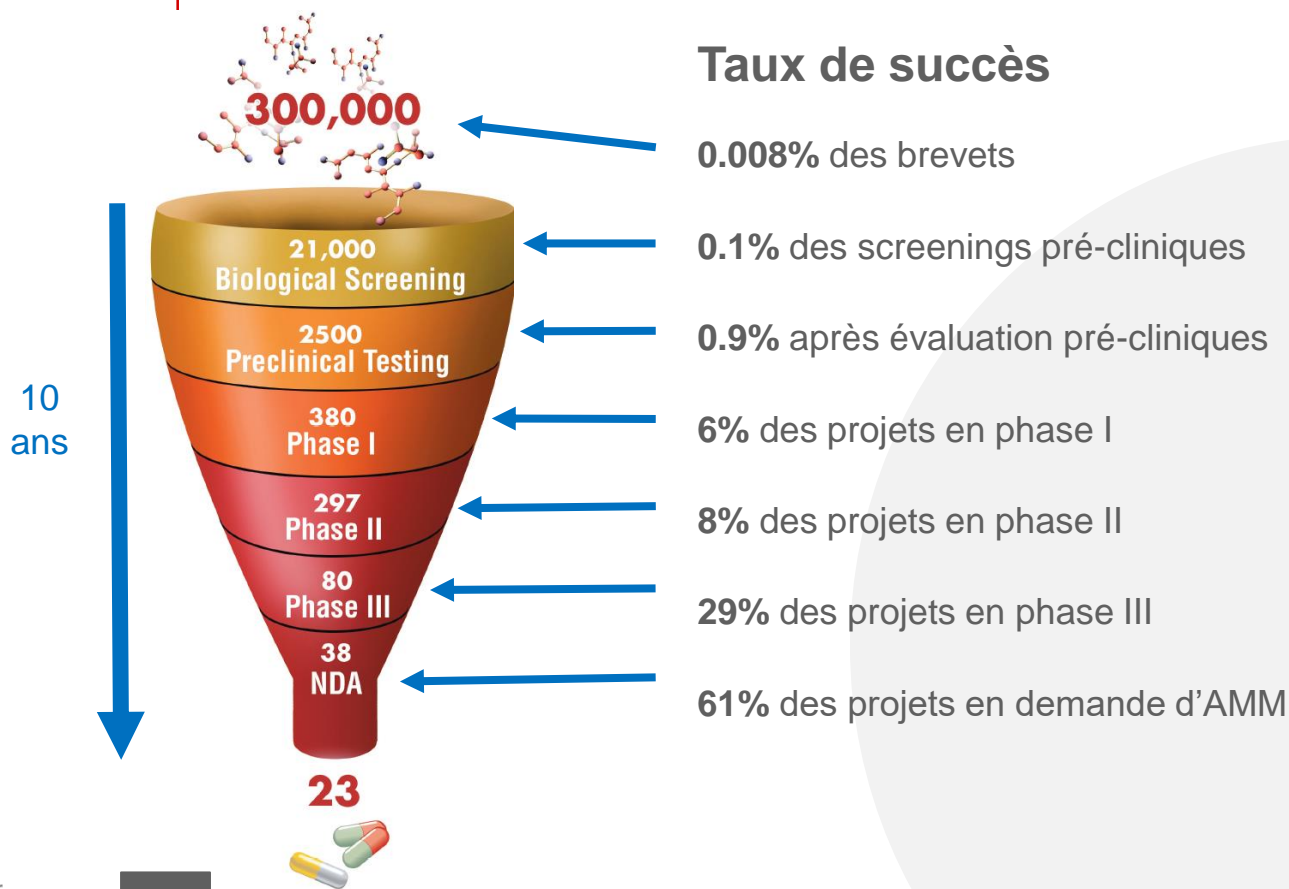 Taux de succès
300,000
0.008% des brevets
21,000
Biological Screening
0.1% des screenings pré-cliniques
2500
Preclinical Testing
0.9% après évaluation pré-cliniques
10
ans
380
Phase I
6% des projets en phase I
297
Phase II
8% des projets en phase II
80
Phase III
29% des projets en phase III
38
NDA
61% des projets en demande d’AMM
23